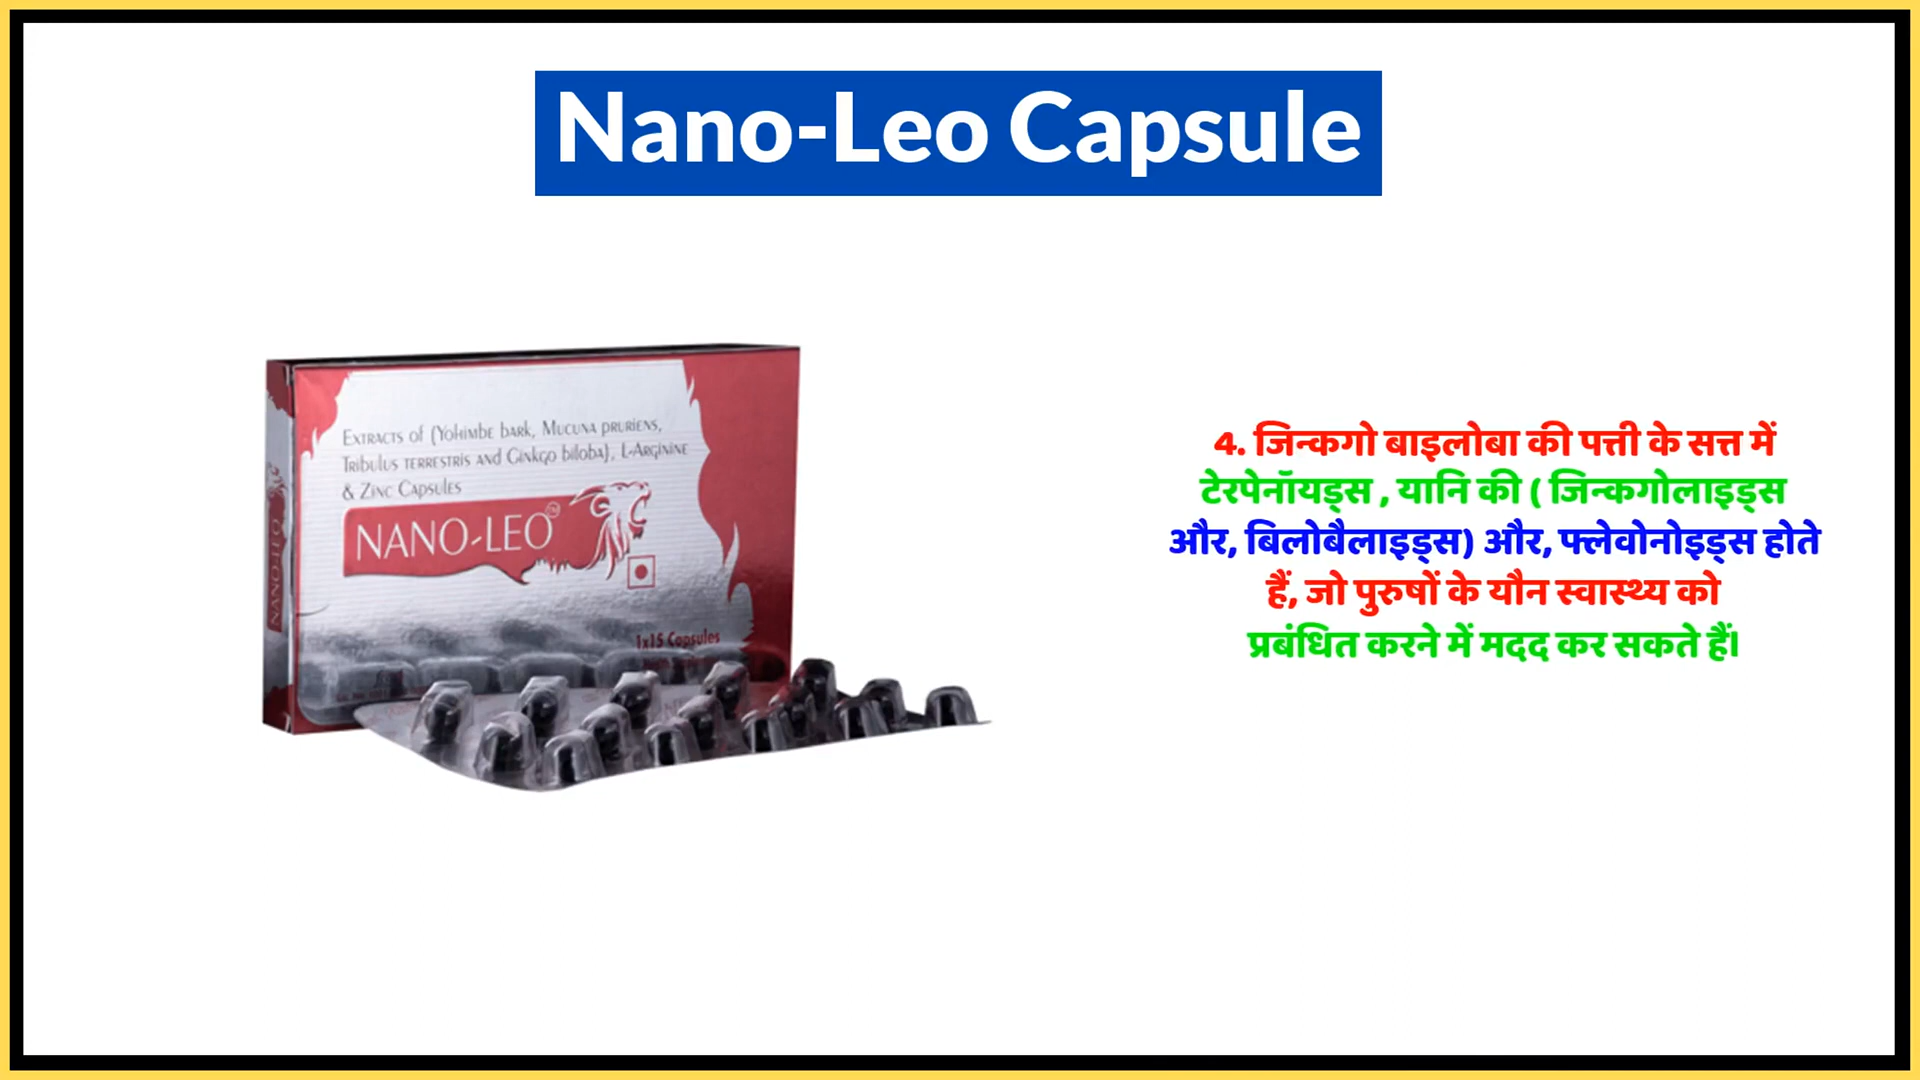 Nano-Leo Capsule
Extracts of (Yohimbe bark, Mucuna pruriens,
Tribulus terrestris and Ginkgo biloba), L-Arginine
& Zinc Capsules
NANO-LEO
NANO-LEO
1x15 Capsules
4. जिन्कगो बाइलोबा की पत्ती के सत्त में
टेरपेनॉयड्स , यानि की ( जिन्कगोलाइड्स
और, बिलोबैलाइड्स) और, फ्लेवोनोइड्स होते
हैं, जो पुरुषों के यौन स्वास्थ्य को
प्रबंधित करने में मदद कर सकते हैं।